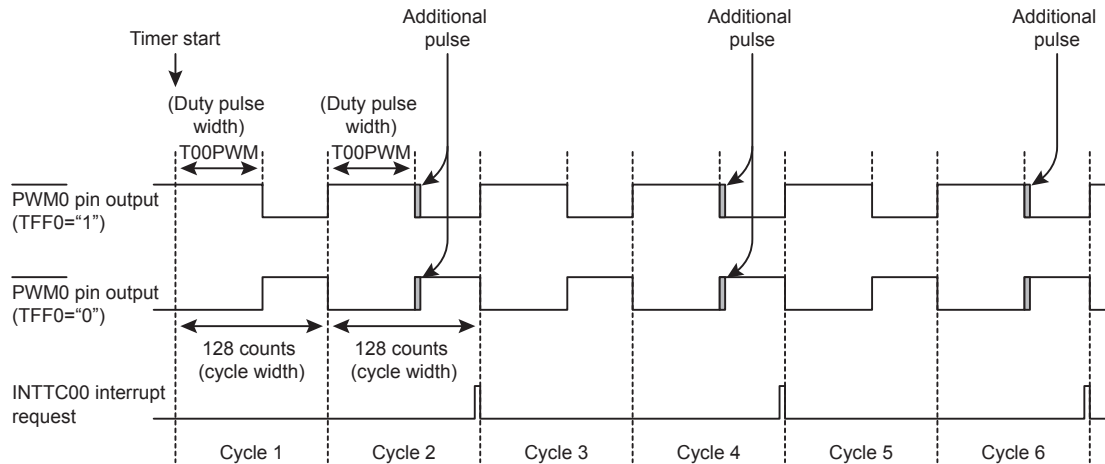 Additional
pulse
Additional
pulse
Additional
pulse
Timer start
(Duty pulse
width)
T00PWM
(Duty pulse
width)
T00PWM
PWM0 pin output
(TFF0=“1”)
PWM0 pin output
(TFF0=“0”)
128 counts
(cycle width)
128 counts
(cycle width)
INTTC00 interrupt
request
Cycle 1
Cycle 2
Cycle 3
Cycle 4
Cycle 5
Cycle 6